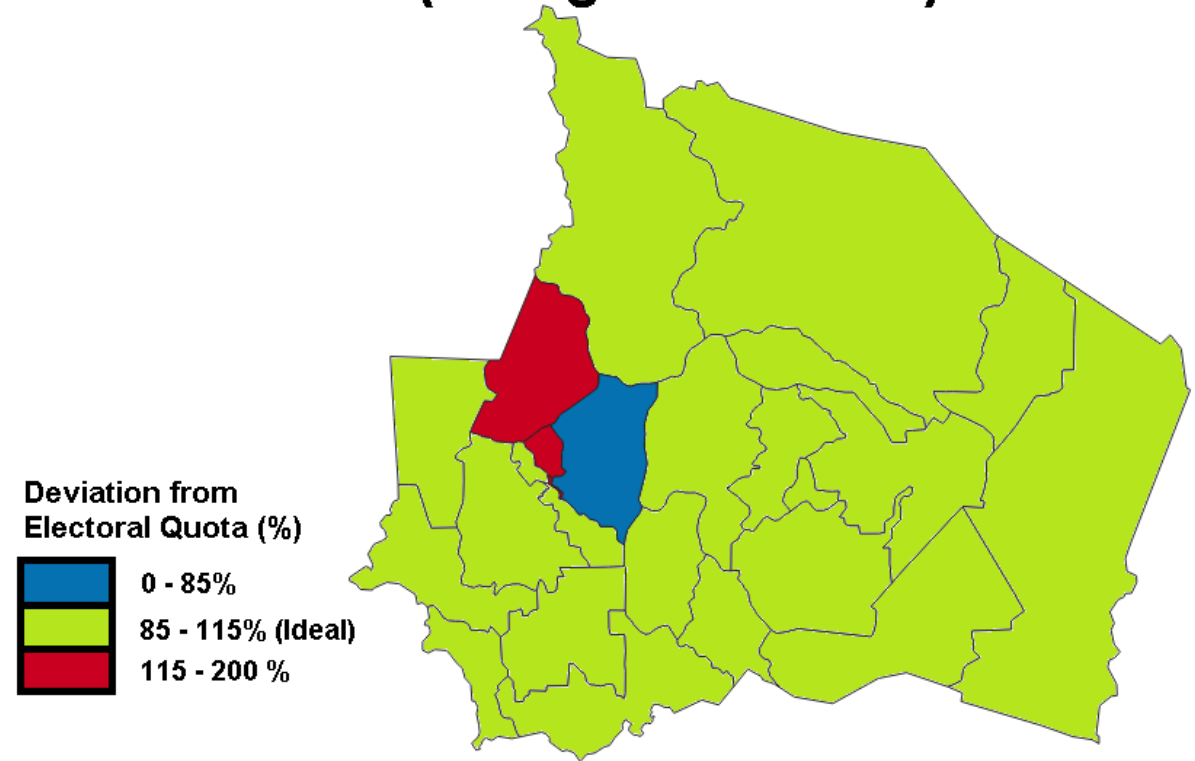 Deviation from
Electoral Quota (%)
0 - 85%
85 - 115% (Ideal)
115 - 200 %